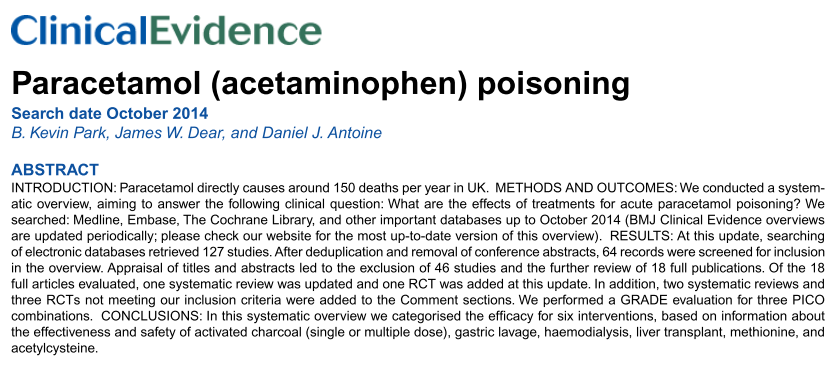 ClinicalEvidence
Paracetamol (acetaminophen) poisoning
Search date October 2014
B. Kevin Park, James W. Dear, and Daniel J. Antoine
ABSTRACT
INTRODUCTION: Paracetamol directly causes around 150 deaths per year in UK. METHODS AND OUTCOMES: We conducted a system-
atic overview, aiming to answer the following clinical question: What are the effects of treatments for acute paracetamol poisoning? We
searched: Medline, Embase, The Cochrane Library, and other important databases up to October 2014 (BMJ Clinical Evidence overviews
are updated periodically; please check our website for the most up-to-date version of this overview). RESULTS: At this update, searching
of electronic databases retrieved 127 studies. After deduplication and removal of conference abstracts, 64 records were screened for inclusion
in the overview. Appraisal of titles and abstracts led to the exclusion of 46 studies and the further review of 18 full publications. Of the 18
full articles evaluated, one systematic review was updated and one RCT was added at this update. In addition, two systematic reviews and
three RCTs not meeting our inclusion criteria were added to the Comment sections. We performed a GRADE evaluation for three PICO
combinations. CONCLUSIONS: In this systematic overview we categorised the efficacy for six interventions, based on information about
the effectiveness and safety of activated charcoal (single or multiple dose), gastric lavage, haemodialysis, liver transplant, methionine, and
acetylcysteine.